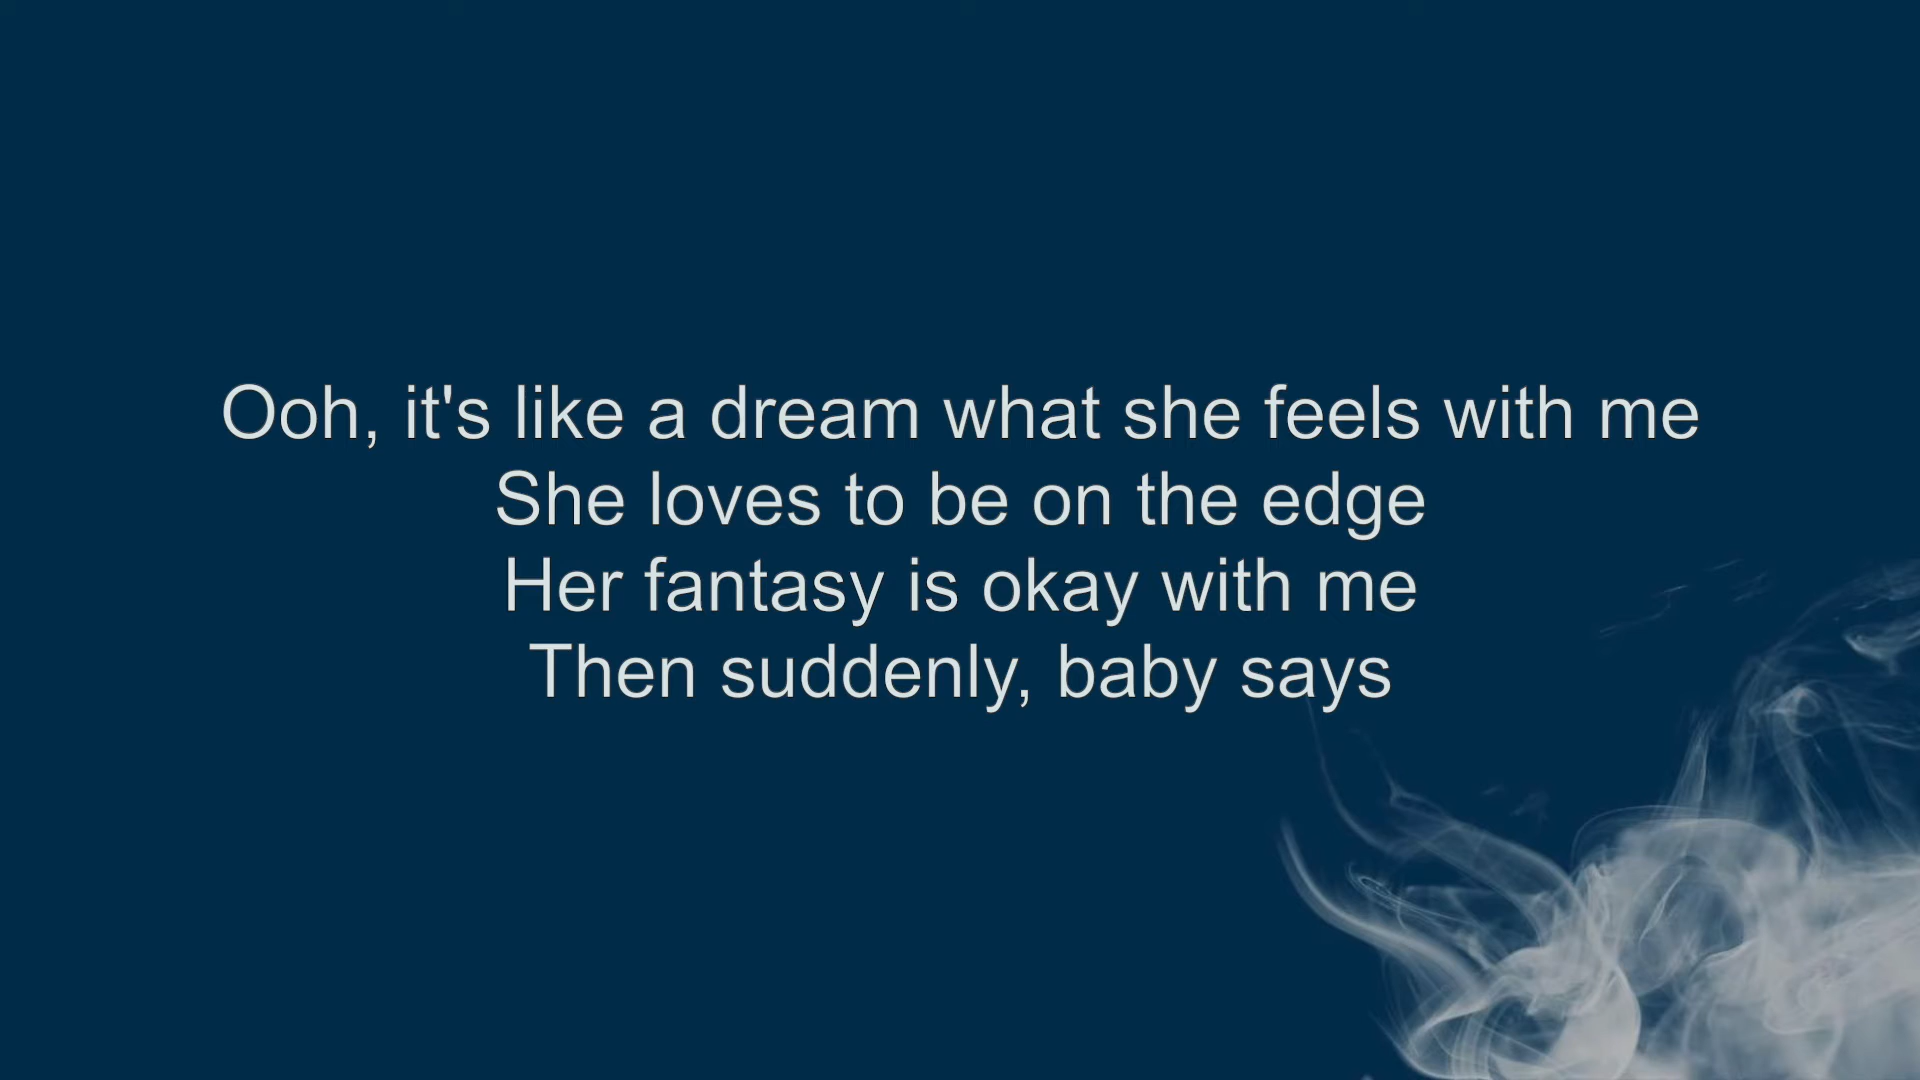 Ooh, it's like a dream what she feels with me
She loves to be on the edge
Her fantasy is okay with me
Then suddenly, baby says